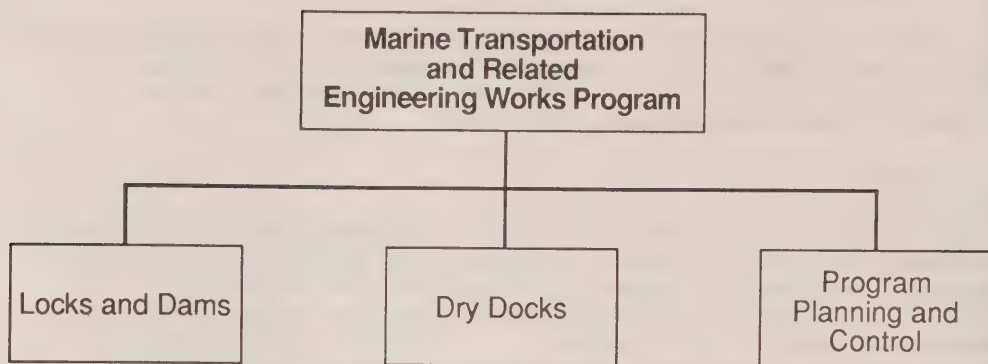 Marine Transportation
and Related
Engineering Works Program
Locks and Dams
Dry Docks
Program
Planning and
Control